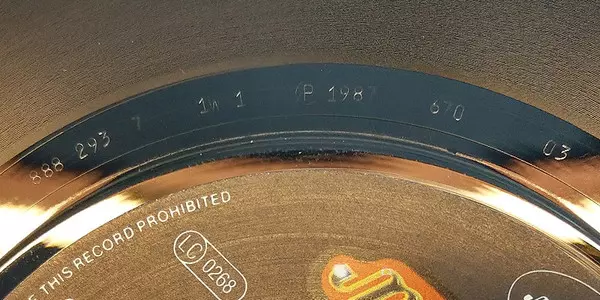 888 293 7 1W 1 Ⓟ 1987 670 03
E THIS RECORD PROHIBITED
LC 0268